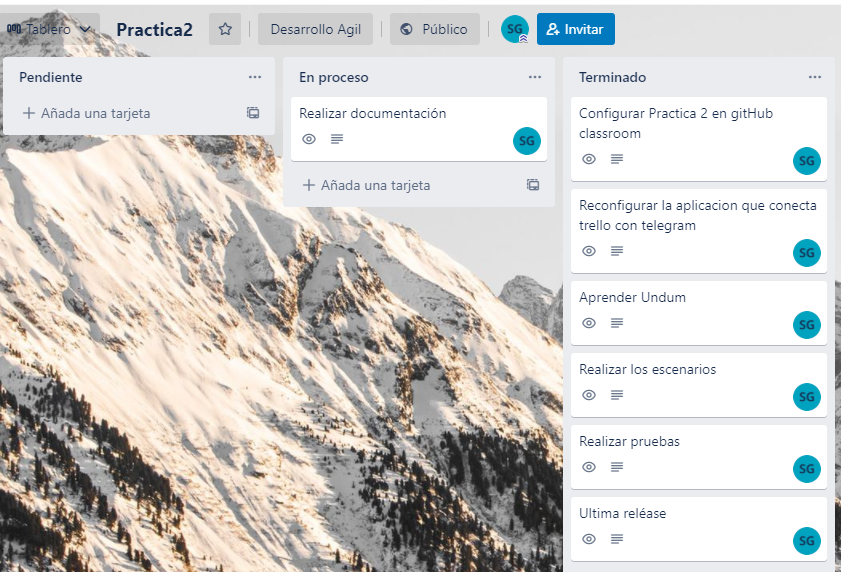 Tablero Practica2 Desarrollo Agil Público SG Invitar
Pendiente
Añada una tarjeta
En proceso
Realizar documentación
SG
Añada una tarjeta
Terminado
Configurar Practica 2 en gitHub
classroom
SG
Reconfigurar la aplicacion que conecta
trello con telegram
SG
Aprender Undum
SG
Realizar los escenarios
SG
Realizar pruebas
SG
Ultima reléase
SG